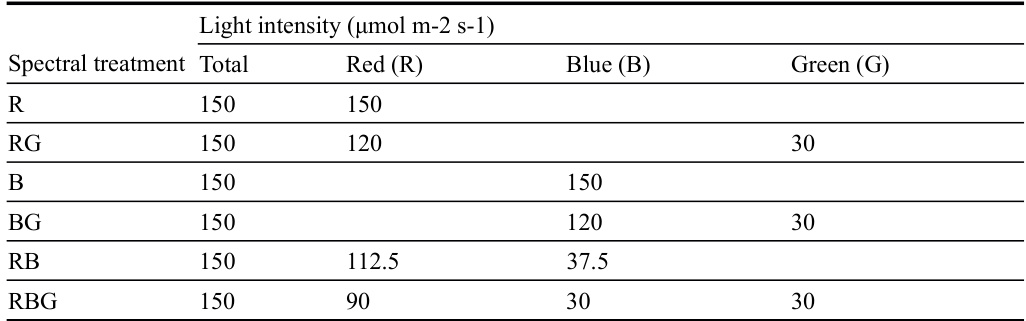 Light intensity (μmol m-2 s-1)
Spectral treatment Total Red (R) Blue (B) Green (G)
R 150 150
RG 150 120 30
B 150 150
BG 150 120 30
RB 150 112.5 37.5
RBG 150 90 30 30